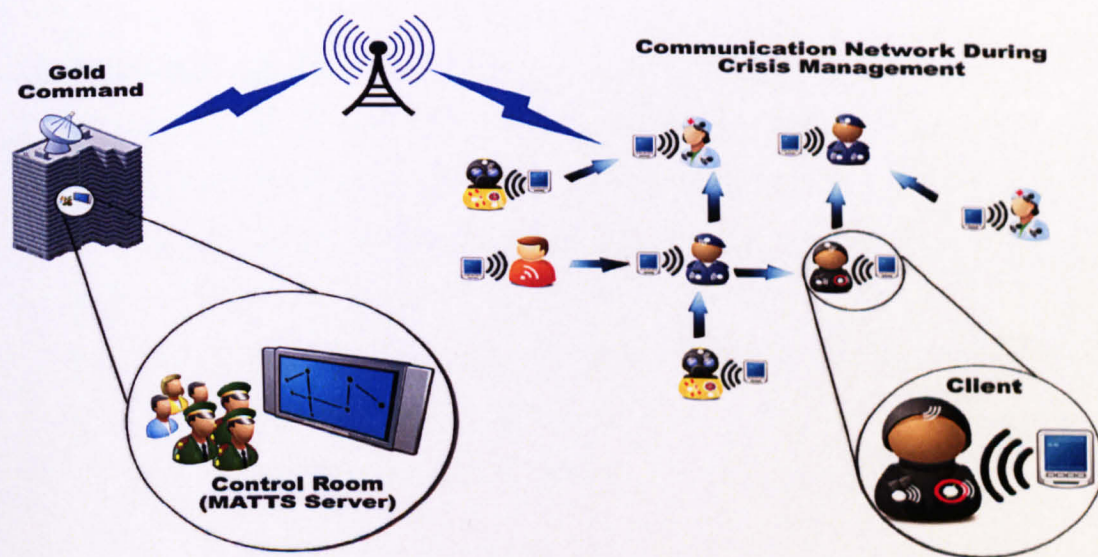 Gold
Command
Communication Network During
Crisis Management
Client
Control Room
(MATTS Server)